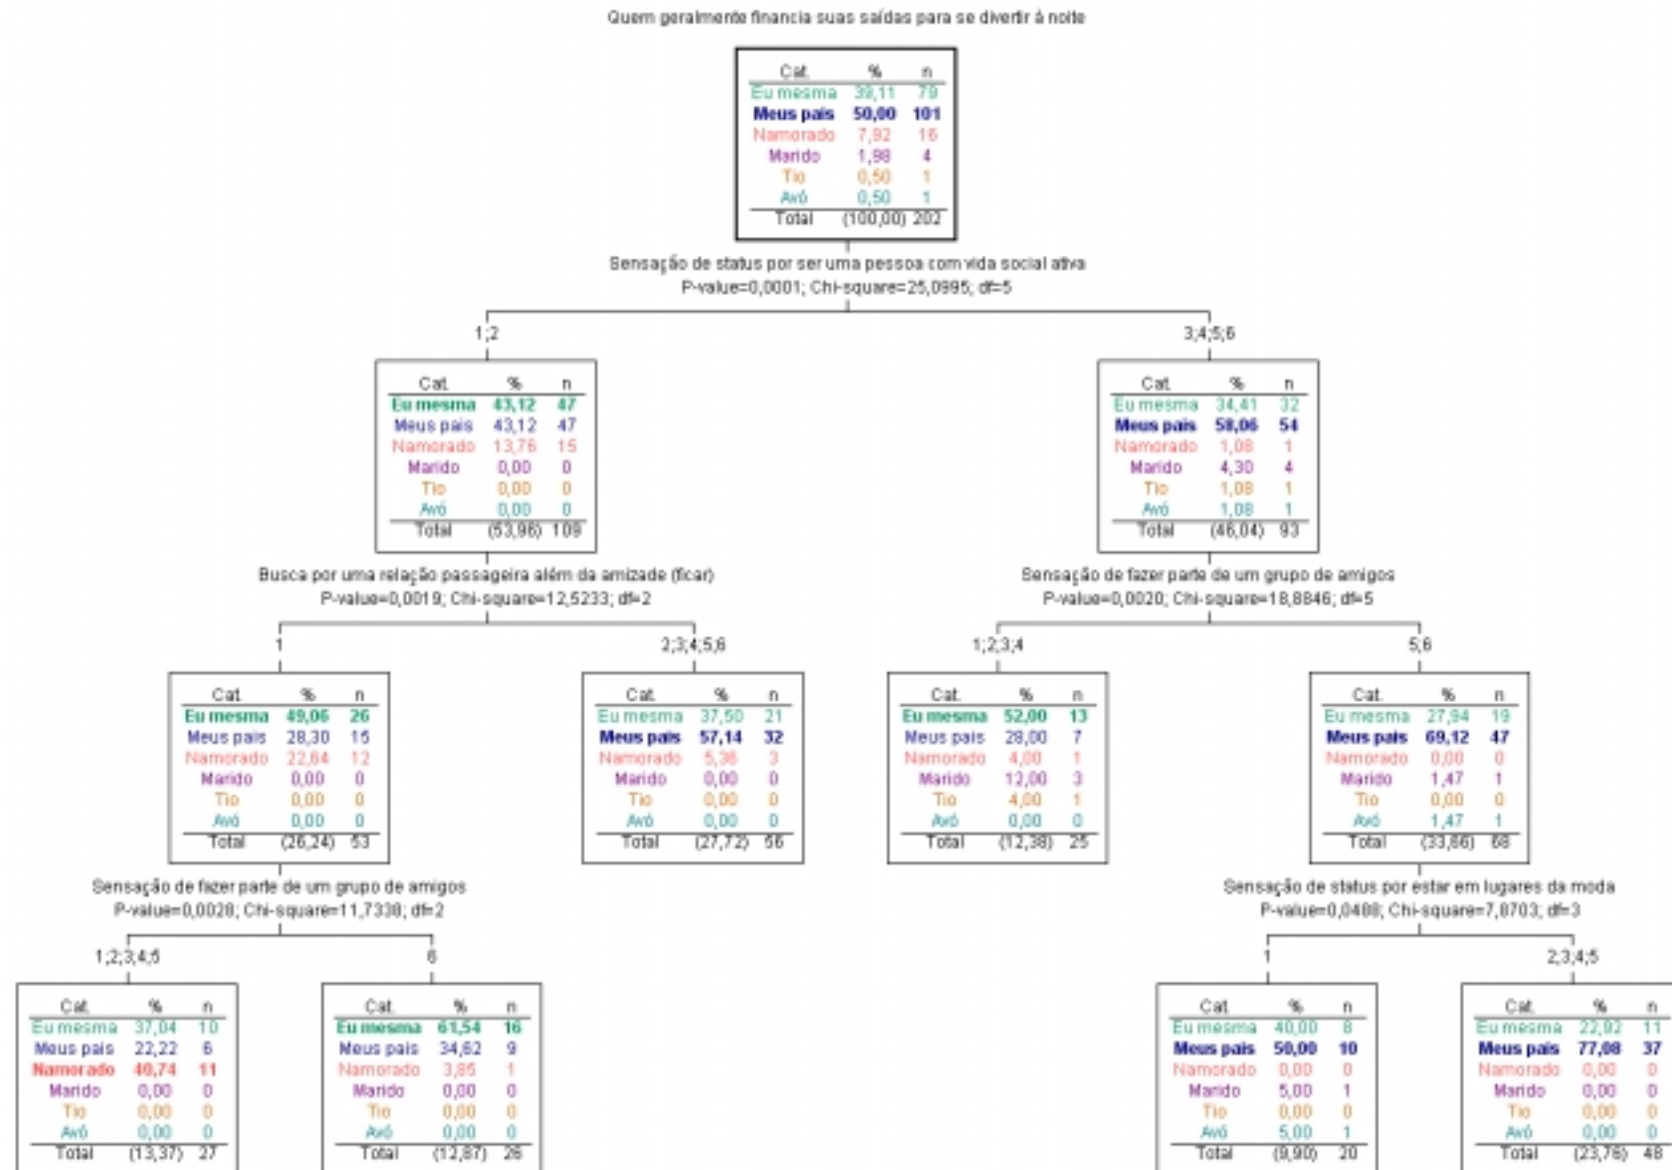 Quem geralmente financia suas saídas para se divertir à noite
Cat. % n
Eu mesma 39,11 79
Meus pais 50,00 101
Namorado 7,92 16
Marido 1,98 4
Tio 0,50 1
Avó 0,50 1
Total (100,00) 202
Sensação de status por ser uma pessoa com vida social ativa
P-value=0,0001; Chi-square=25,0995; df=5
1;2
3;4;5;6
Cat. % n
Eu mesma 43,12 47
Meus pais 43,12 47
Namorado 13,76 15
Marido 0,00 0
Tio 0,00 0
Avó 0,00 0
Total (53,96) 109
Cat. % n
Eu mesma 34,41 32
Meus pais 58,06 54
Namorado 1,08 1
Marido 4,30 4
Tio 1,08 1
Avó 1,08 1
Total (46,04) 93
Busca por uma relação passageira além da amizade (ficar)
P-value=0,0019; Chi-square=12,5233; df=2
Sensação de fazer parte de um grupo de amigos
P-value=0,0020; Chi-square=18,8846; df=5
1
2;3;4;5;6
1;2;3;4
5;6
Cat. % n
Eu mesma 49,06 26
Meus pais 28,30 15
Namorado 22,64 12
Marido 0,00 0
Tio 0,00 0
Avó 0,00 0
Total (26,24) 53
Cat. % n
Eu mesma 37,50 21
Meus pais 57,14 32
Namorado 5,36 3
Marido 0,00 0
Tio 0,00 0
Avó 0,00 0
Total (27,72) 56
Cat. % n
Eu mesma 52,00 13
Meus pais 28,00 7
Namorado 4,00 1
Marido 12,00 3
Tio 4,00 1
Avó 0,00 0
Total (12,38) 25
Cat. % n
Eu mesma 27,94 19
Meus pais 69,12 47
Namorado 0,00 0
Marido 1,47 1
Tio 0,00 0
Avó 1,47 1
Total (33,66) 68
Sensação de fazer parte de um grupo de amigos
P-value=0,0028; Chi-square=11,7338; df=2
Sensação de status por estar em lugares da moda
P-value=0,0488; Chi-square=7,8703; df=3
1;2;3;4;5
6
1
2;3;4;5
Cat. % n
Eu mesma 37,04 10
Meus pais 22,22 6
Namorado 40,74 11
Marido 0,00 0
Tio 0,00 0
Avó 0,00 0
Total (13,37) 27
Cat. % n
Eu mesma 61,54 16
Meus pais 34,62 9
Namorado 3,85 1
Marido 0,00 0
Tio 0,00 0
Avó 0,00 0
Total (12,87) 26
Cat. % n
Eu mesma 40,00 8
Meus pais 50,00 10
Namorado 0,00 0
Marido 5,00 1
Tio 0,00 0
Avó 5,00 1
Total (9,90) 20
Cat. % n
Eu mesma 22,92 11
Meus pais 77,08 37
Namorado 0,00 0
Marido 0,00 0
Tio 0,00 0
Avó 0,00 0
Total (23,76) 48